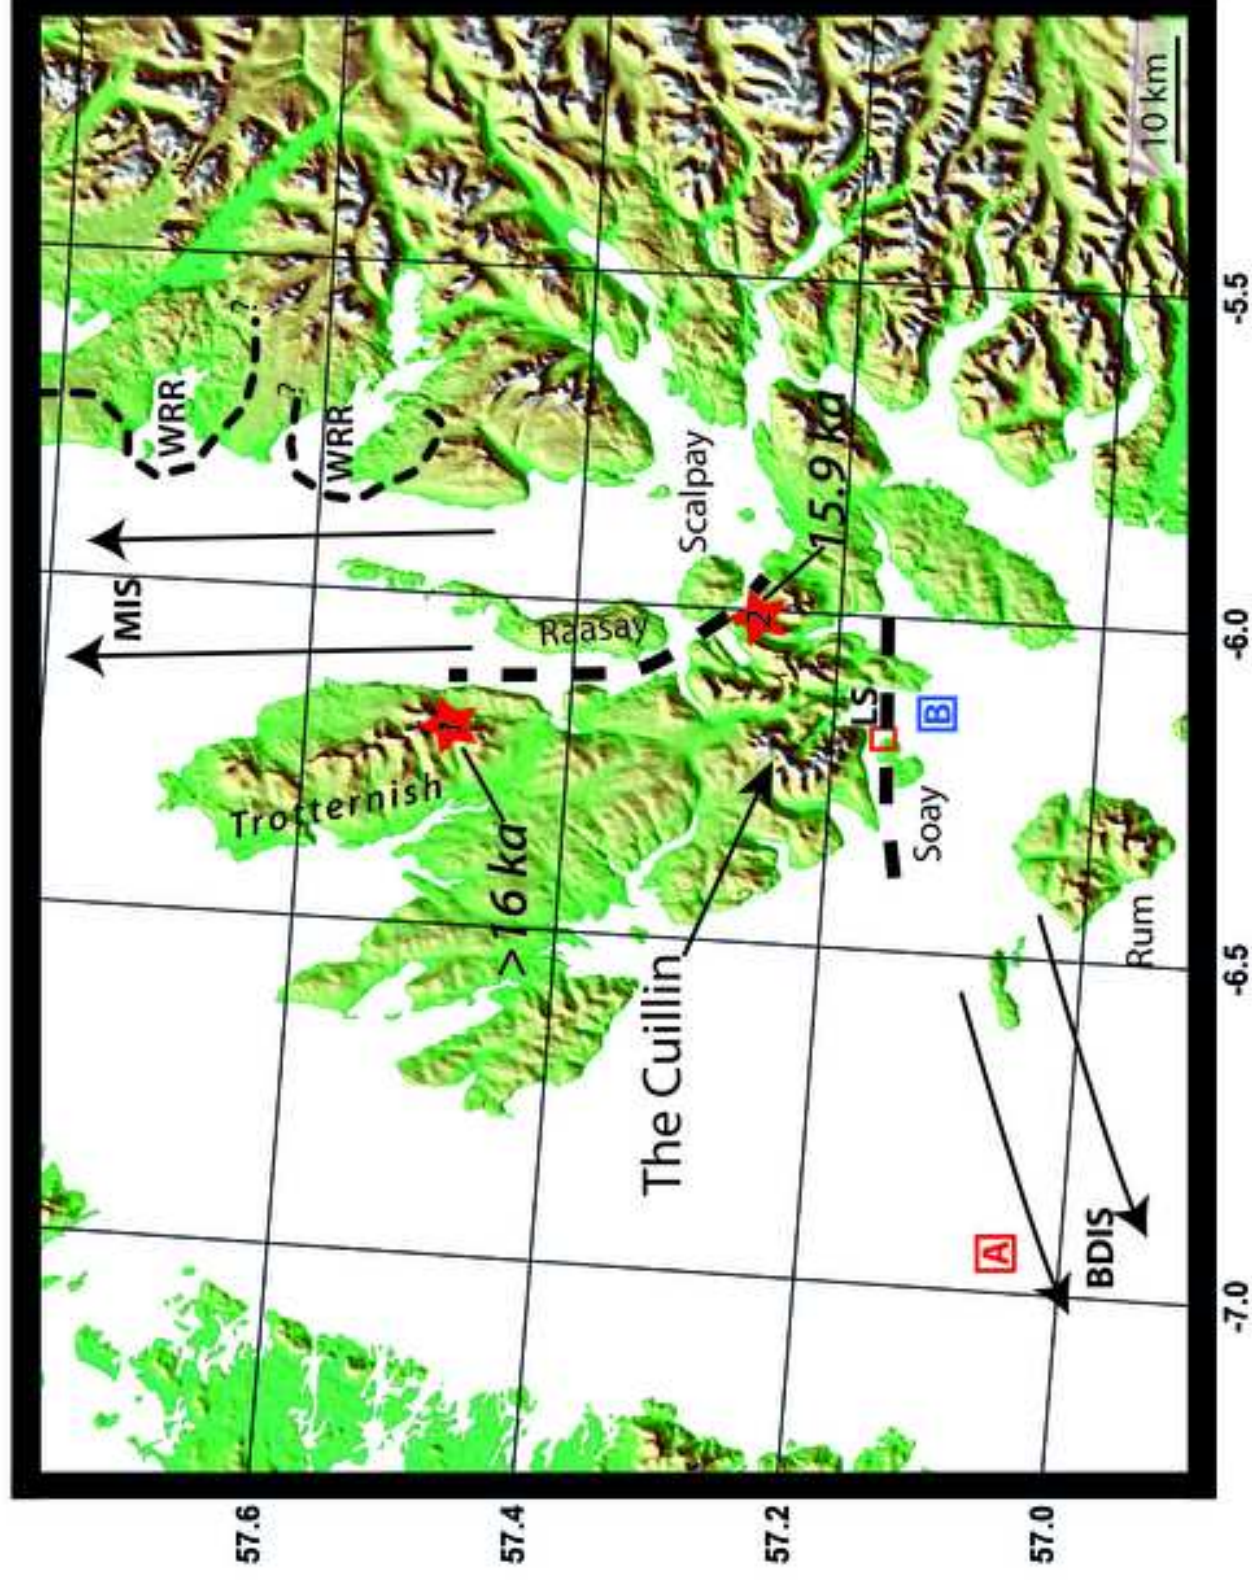 MIS
WRR
?
WRR
?
Trotternish
1
> 16 ka
Raasay
Scalpay
2
15.9 ka
The Cuillin
LS
B
Soay
Rum
A
BDIS
10 km
57.6
57.4
57.2
57.0
-7.0
-6.5
-6.0
-5.5